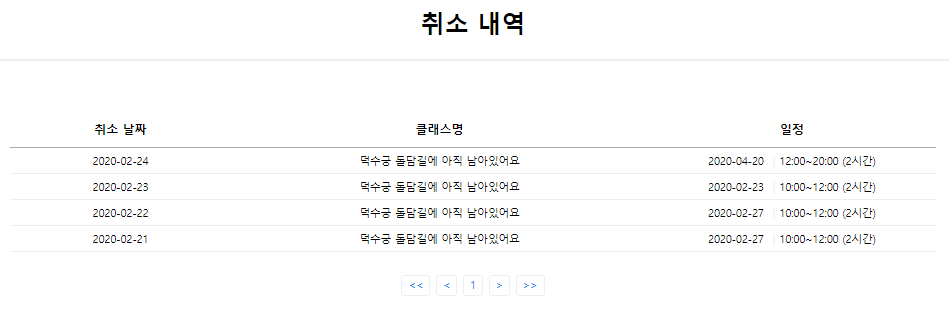 취소 내역
취소 날짜 클래스명 일정
2020-02-24 덕수궁 돌담길에 아직 남아있어요 2020-04-20 | 12:00~20:00 (2시간)
2020-02-23 덕수궁 돌담길에 아직 남아있어요 2020-02-23 | 10:00~12:00 (2시간)
2020-02-22 덕수궁 돌담길에 아직 남아있어요 2020-02-27 | 10:00~12:00 (2시간)
2020-02-21 덕수궁 돌담길에 아직 남아있어요 2020-02-27 | 10:00~12:00 (2시간)
<< < 1 > >>